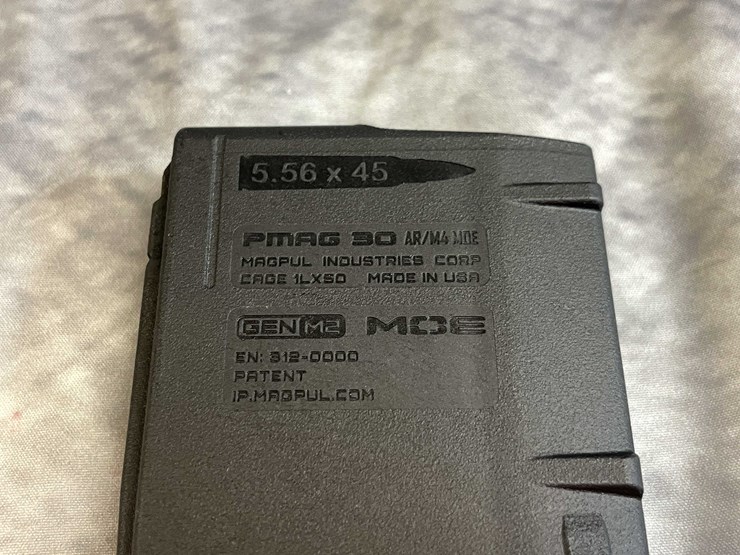 5.56 x 45
PMAG 30 AR/M4 MOE
MAGPUL INDUSTRIES CORP
CAGE 1LX50 MADE IN USA
GEN M2 MOE
EN: 312-0000
PATENT
IP.MAGPUL.COM